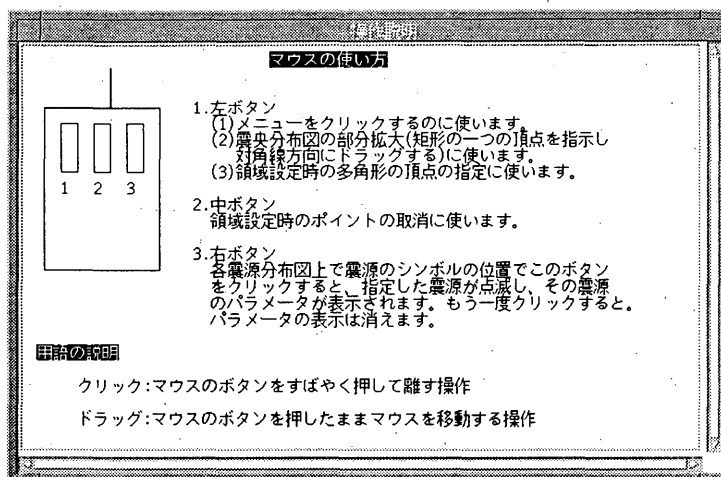 操作説明
マウスの使い方
1.左ボタン
(1)メニューをクリックするのに使います。
(2)震央分布図の部分拡大(矩形の一つの頂点を指示し
対角線方向にドラッグする)に使います。
(3)領域設定時の多角形の頂点の指定に使います。
1 2 3
2.中ボタン
領域設定時のポイントの取消に使います。
3.右ボタン
各震源分布図上で震源のシンボルの位置でこのボタン
をクリックすると、指定した震源が点滅し、その震源
のパラメータが表示されます。もう一度クリックすると。
パラメータの表示は消えます。
用語の説明
クリック:マウスのボタンをすばやく押して離す操作
ドラッグ:マウスのボタンを押したままマウスを移動する操作